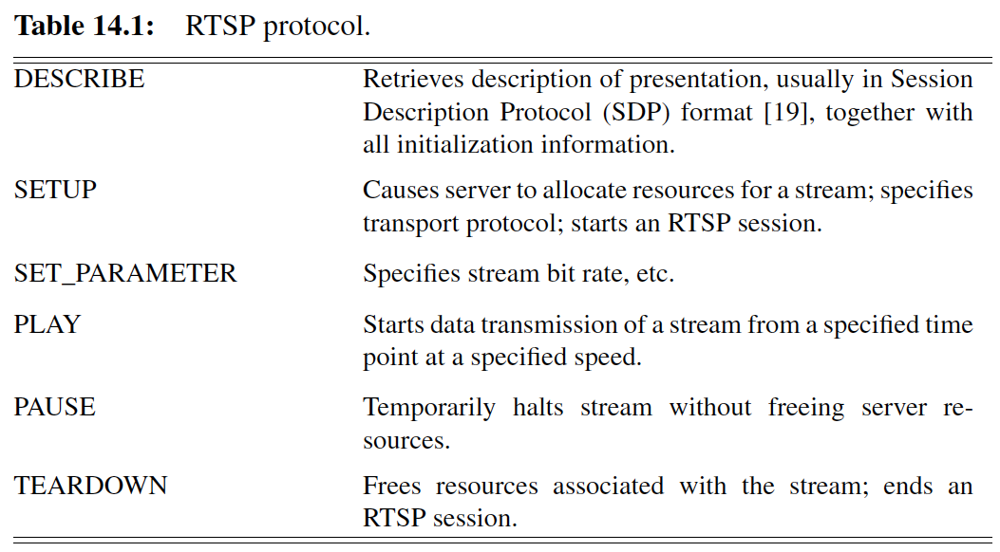 Table 14.1: RTSP protocol.
DESCRIBE Retrieves description of presentation, usually in Session
Description Protocol (SDP) format [19], together with
all initialization information.
SETUP Causes server to allocate resources for a stream; specifies
transport protocol; starts an RTSP session.
SET_PARAMETER Specifies stream bit rate, etc.
PLAY Starts data transmission of a stream from a specified time
point at a specified speed.
PAUSE Temporarily halts stream without freeing server re-
sources.
TEARDOWN Frees resources associated with the stream; ends an
RTSP session.